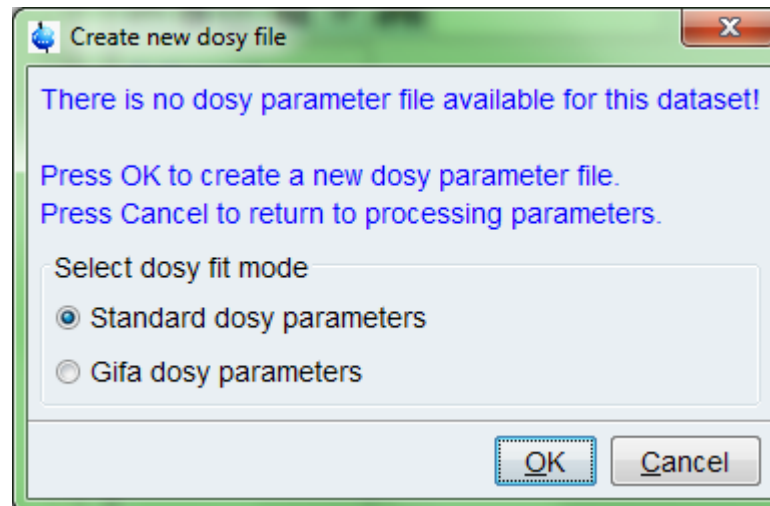 Create new dosy file
There is no dosy parameter file available for this dataset!
Press OK to create a new dosy parameter file.
Press Cancel to return to processing parameters.
Select dosy fit mode
Standard dosy parameters
Gifa dosy parameters
OK
Cancel